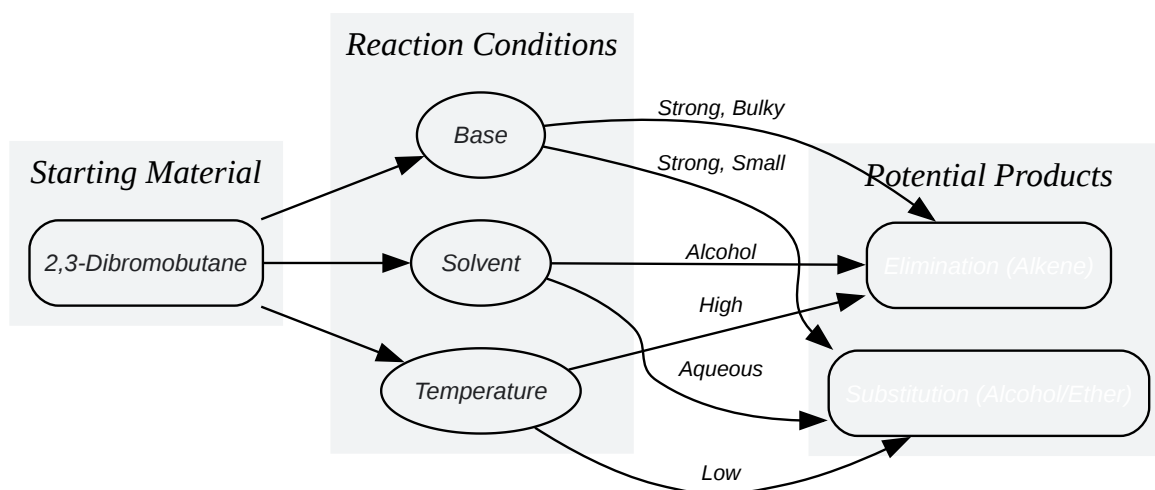 Reaction Conditions
Strong, Bulky
Base
Strong, Small
Starting Material
Potential Products
2,3-Dibromobutane
Solvent
Alcohol
Elimination (Alkene)
High
Aqueous
Temperature
Substitution (Alcohol/Ether)
Low